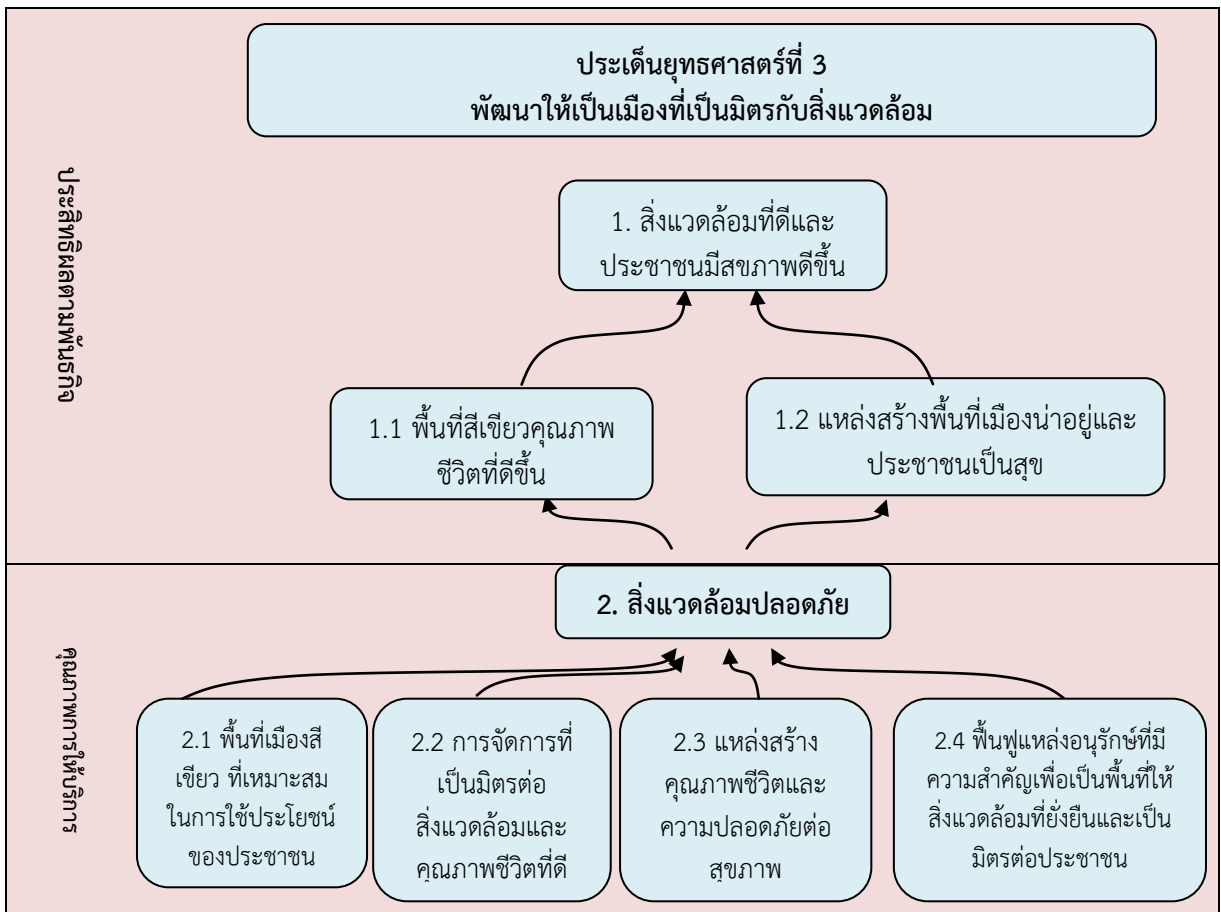 ประเด็นยุทธศาสตร์ที่ 3
พัฒนาให้เป็นเมืองที่เป็นมิตรกับสิ่งแวดล้อม
ประสิทธิผลตามพันธกิจ
1. สิ่งแวดล้อมที่ดีและ
ประชาชนมีสุขภาพดีขึ้น
1.1 พื้นที่สีเขียวคุณภาพ
ชีวิตที่ดีขึ้น
1.2 แหล่งสร้างพื้นที่เมืองน่าอยู่และ
ประชาชนเป็นสุข
คุณภาพการให้บริการ
2. สิ่งแวดล้อมปลอดภัย
2.1 พื้นที่เมืองสี
เขียว ที่เหมาะสม
ในการใช้ประโยชน์
ของประชาชน
2.2 การจัดการที่
เป็นมิตรต่อ
สิ่งแวดล้อมและ
คุณภาพชีวิตที่ดี
2.3 แหล่งสร้าง
คุณภาพชีวิตและ
ความปลอดภัยต่อ
สุขภาพ
2.4 ฟื้นฟูแหล่งอนุรักษ์ที่มี
ความสำคัญเพื่อเป็นพื้นที่ให้
สิ่งแวดล้อมที่ยั่งยืนและเป็น
มิตรต่อประชาชน